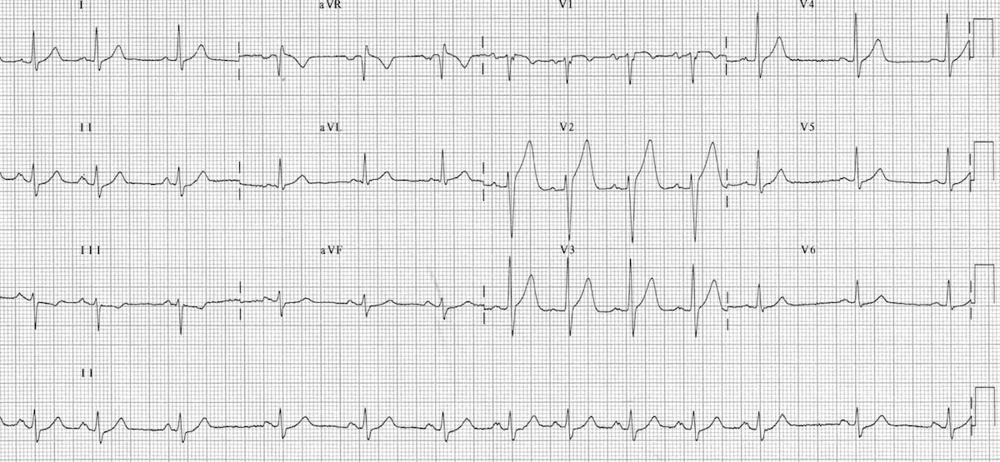 I aVR V1 V4
II aVL V2 V5
III aVF V3 V6
II